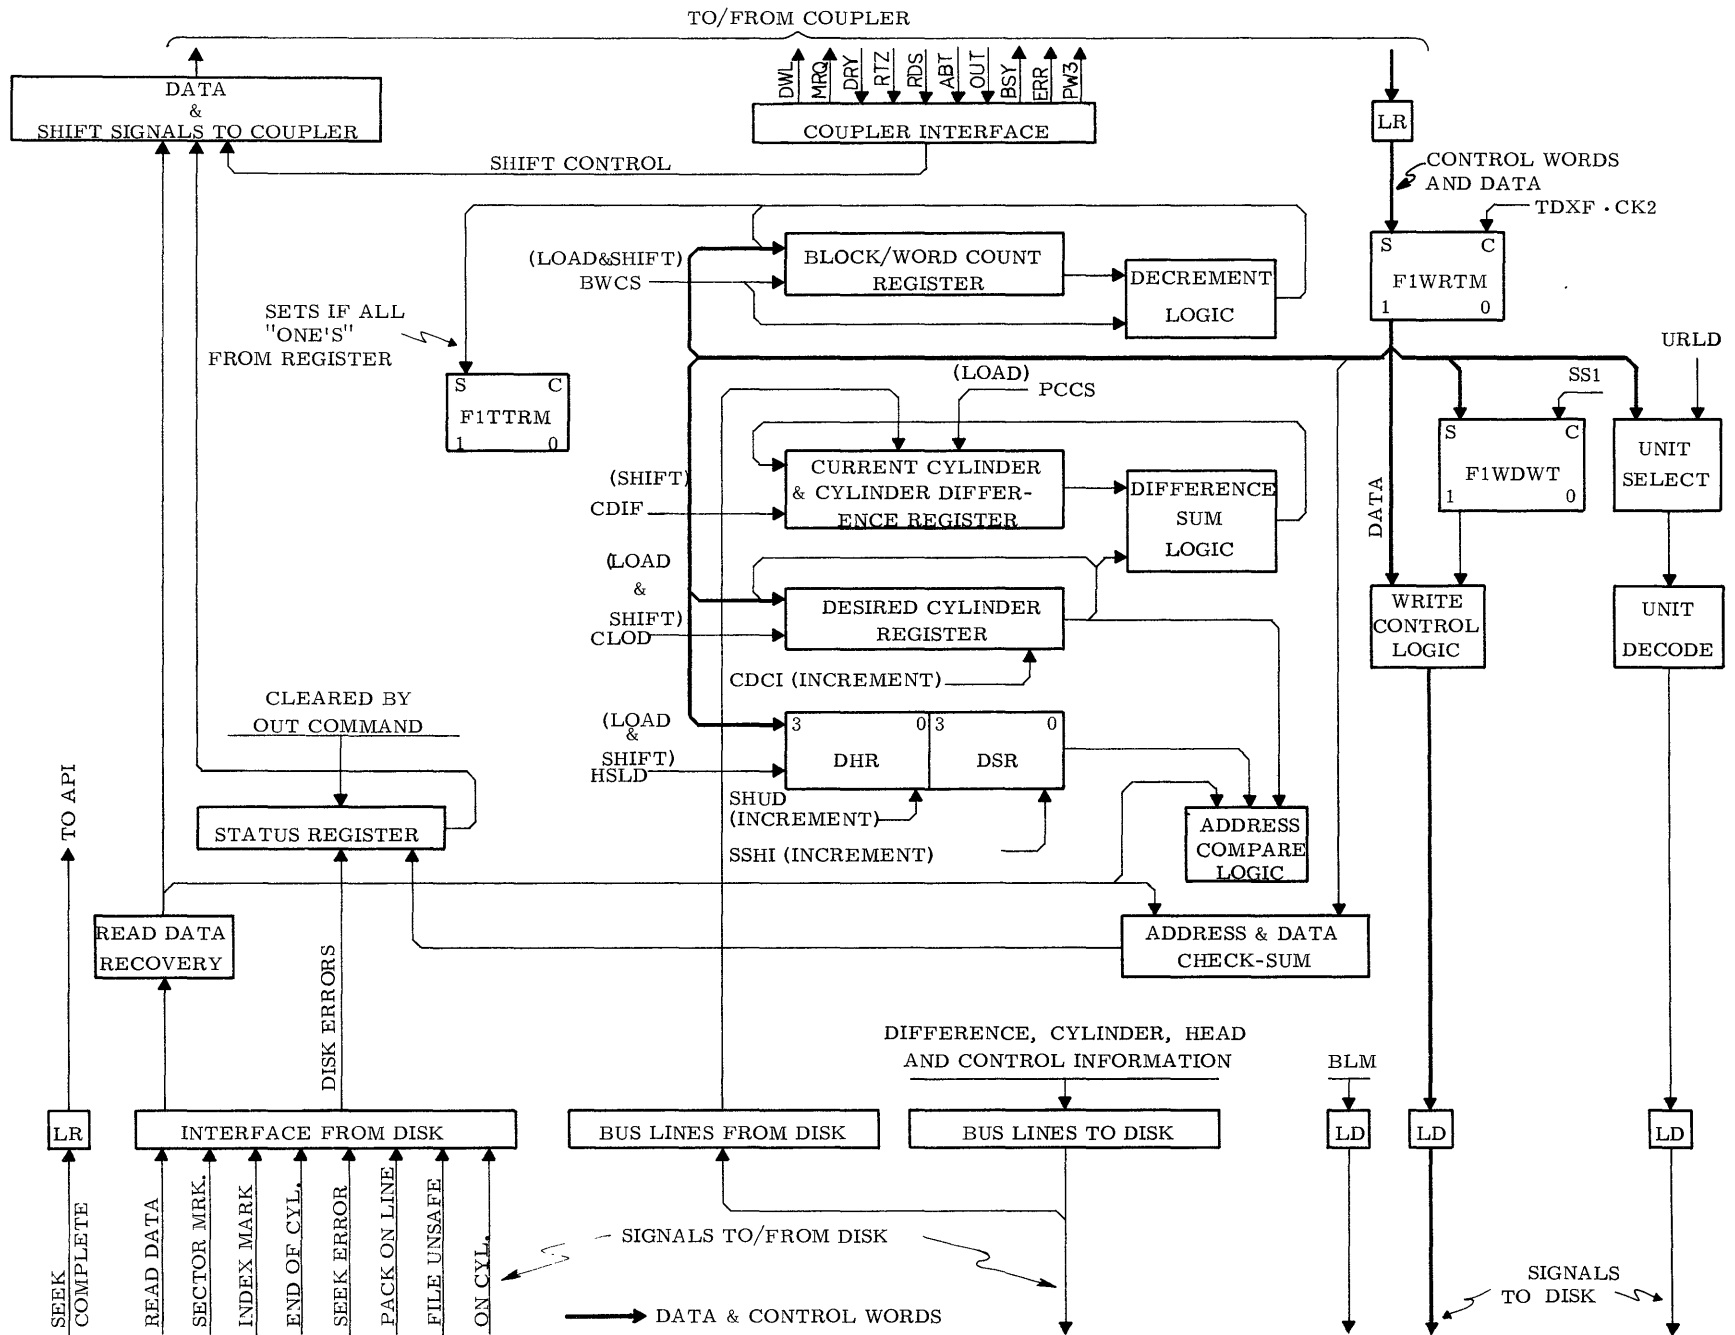 TO/FROM COUPLER
DATA
&
SHIFT SIGNALS TO COUPLER
DWL
MRQ
DRY
RTZ
RDS
ABT
OUT
BSY
ERR
PW3
COUPLER INTERFACE
LR
SHIFT CONTROL
CONTROL WORDS
AND DATA
TDXF · CK2
S C
F1WRTM
1 0
(LOAD&SHIFT)
BWCS
BLOCK/WORD COUNT
REGISTER
DECREMENT
LOGIC
SETS IF ALL
"ONE'S"
FROM REGISTER
S C
F1TTRM
1 0
URLD
(LOAD)
PCCS
SS1
S C
F1WDWT
1 0
UNIT
SELECT
(SHIFT)
CDIF
CURRENT CYLINDER
& CYLINDER DIFFER-
ENCE REGISTER
DIFFERENCE
SUM
LOGIC
DATA
(LOAD
&
SHIFT)
CLOD
DESIRED CYLINDER
REGISTER
CDCI (INCREMENT)
WRITE
CONTROL
LOGIC
UNIT
DECODE
CLEARED BY
OUT COMMAND
(LOAD
&
SHIFT)
HSLD
3 0 3 0
DHR DSR
SHUD
(INCREMENT)
SSHI (INCREMENT)
TO API
STATUS REGISTER
ADDRESS
COMPARE
LOGIC
READ DATA
RECOVERY
DISK ERRORS
ADDRESS & DATA
CHECK-SUM
DIFFERENCE, CYLINDER, HEAD
AND CONTROL INFORMATION
BLM
LR
INTERFACE FROM DISK
BUS LINES FROM DISK
BUS LINES TO DISK
LD
LD
LD
SEEK
COMPLETE
READ DATA
SECTOR MRK.
INDEX MARK
END OF CYL.
SEEK ERROR
PACK ON LINE
FILE UNSAFE
ON CYL.
SIGNALS TO/FROM DISK
SIGNALS
TO DISK
DATA & CONTROL WORDS